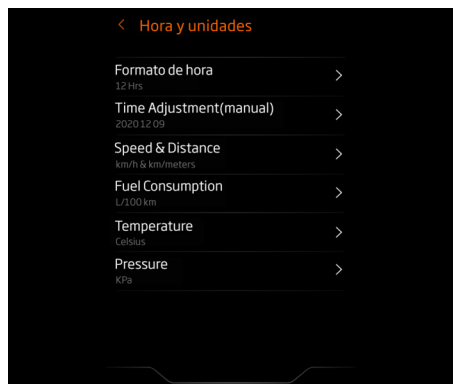 Hora y unidades
Formato de hora
12 Hrs
Time Adjustment(manual)
2020 12 09
Speed & Distance
km/h & km/meters
Fuel Consumption
L/100 km
Temperature
Celsius
Pressure
KPa